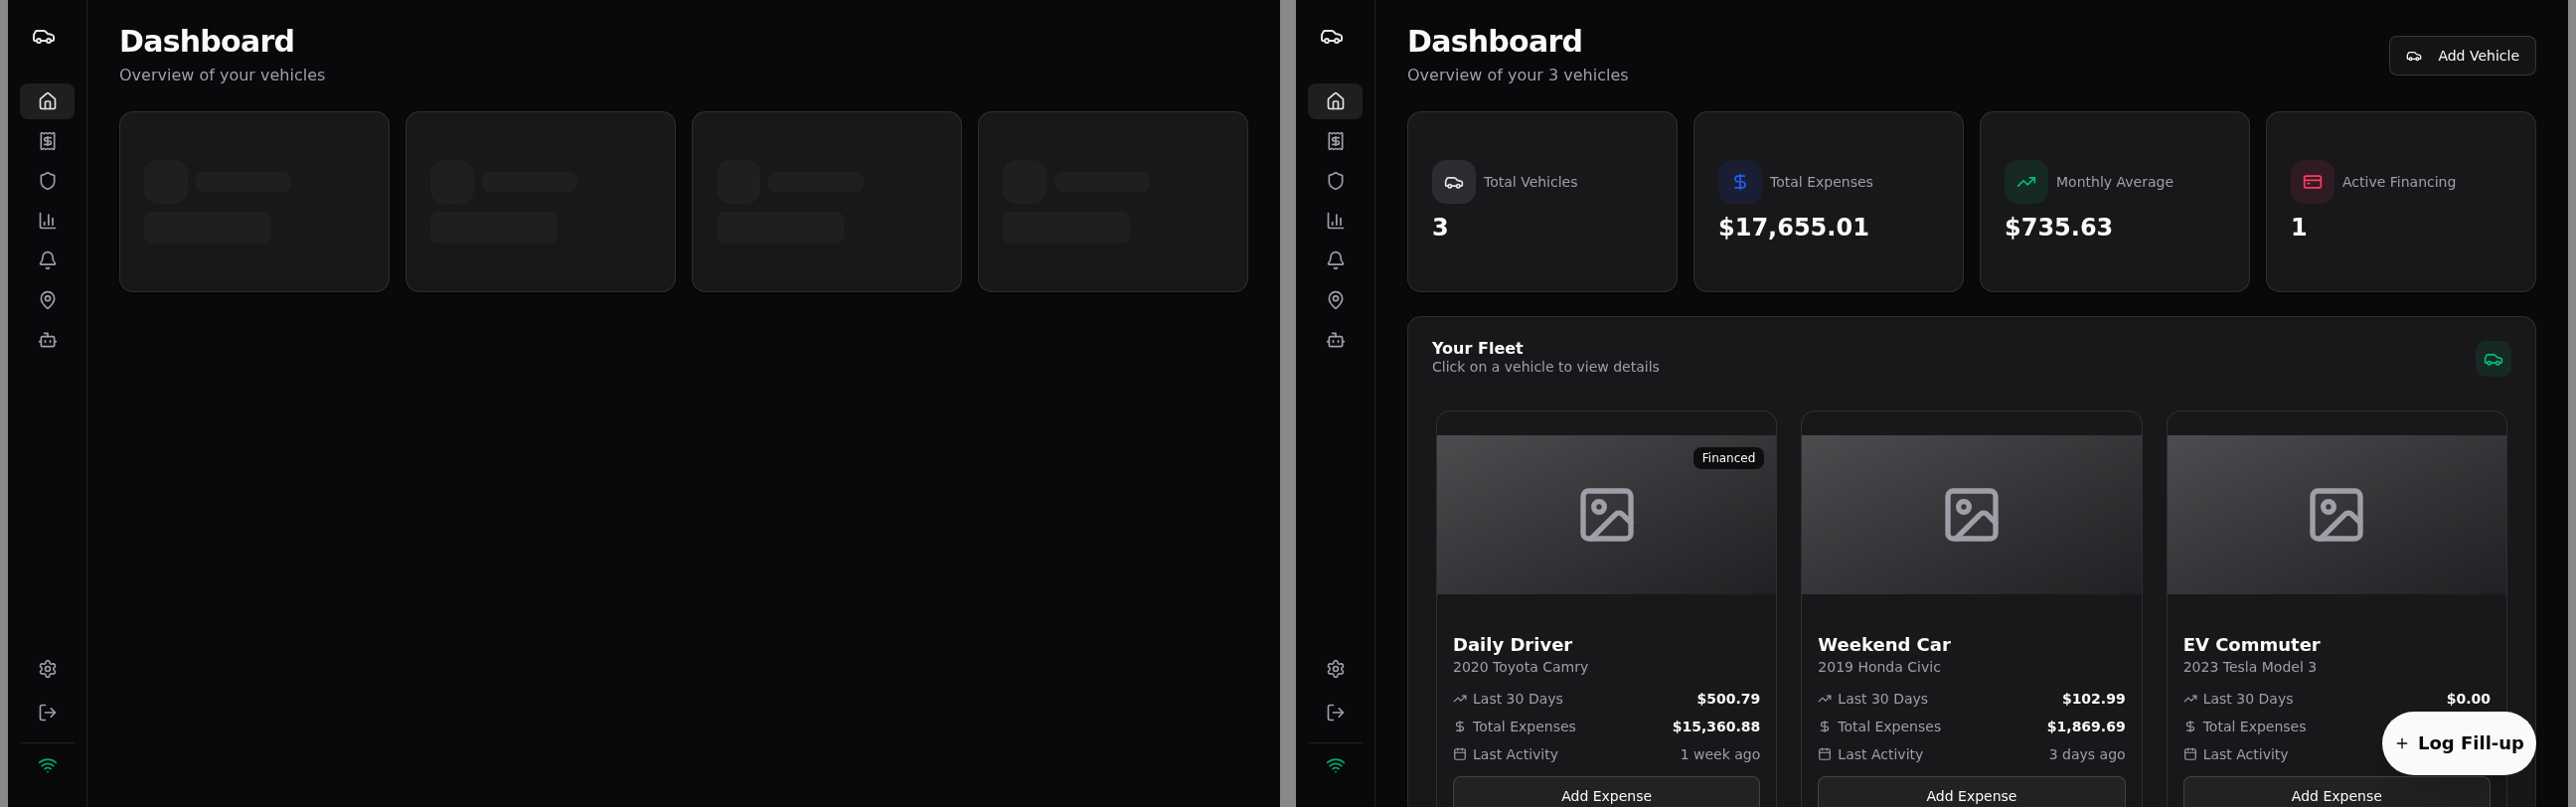 Dashboard
Overview of your vehicles
Dashboard
Overview of your 3 vehicles
Add Vehicle
Total Vehicles
3
Total Expenses
$17,655.01
Monthly Average
$735.63
Active Financing
1
Your Fleet
Click on a vehicle to view details
Financed
Daily Driver
2020 Toyota Camry
Last 30 Days $500.79
Total Expenses $15,360.88
Last Activity 1 week ago
Add Expense
Weekend Car
2019 Honda Civic
Last 30 Days $102.99
Total Expenses $1,869.69
Last Activity 3 days ago
Add Expense
EV Commuter
2023 Tesla Model 3
Last 30 Days $0.00
Total Expenses
Last Activity
Add Expense
+ Log Fill-up